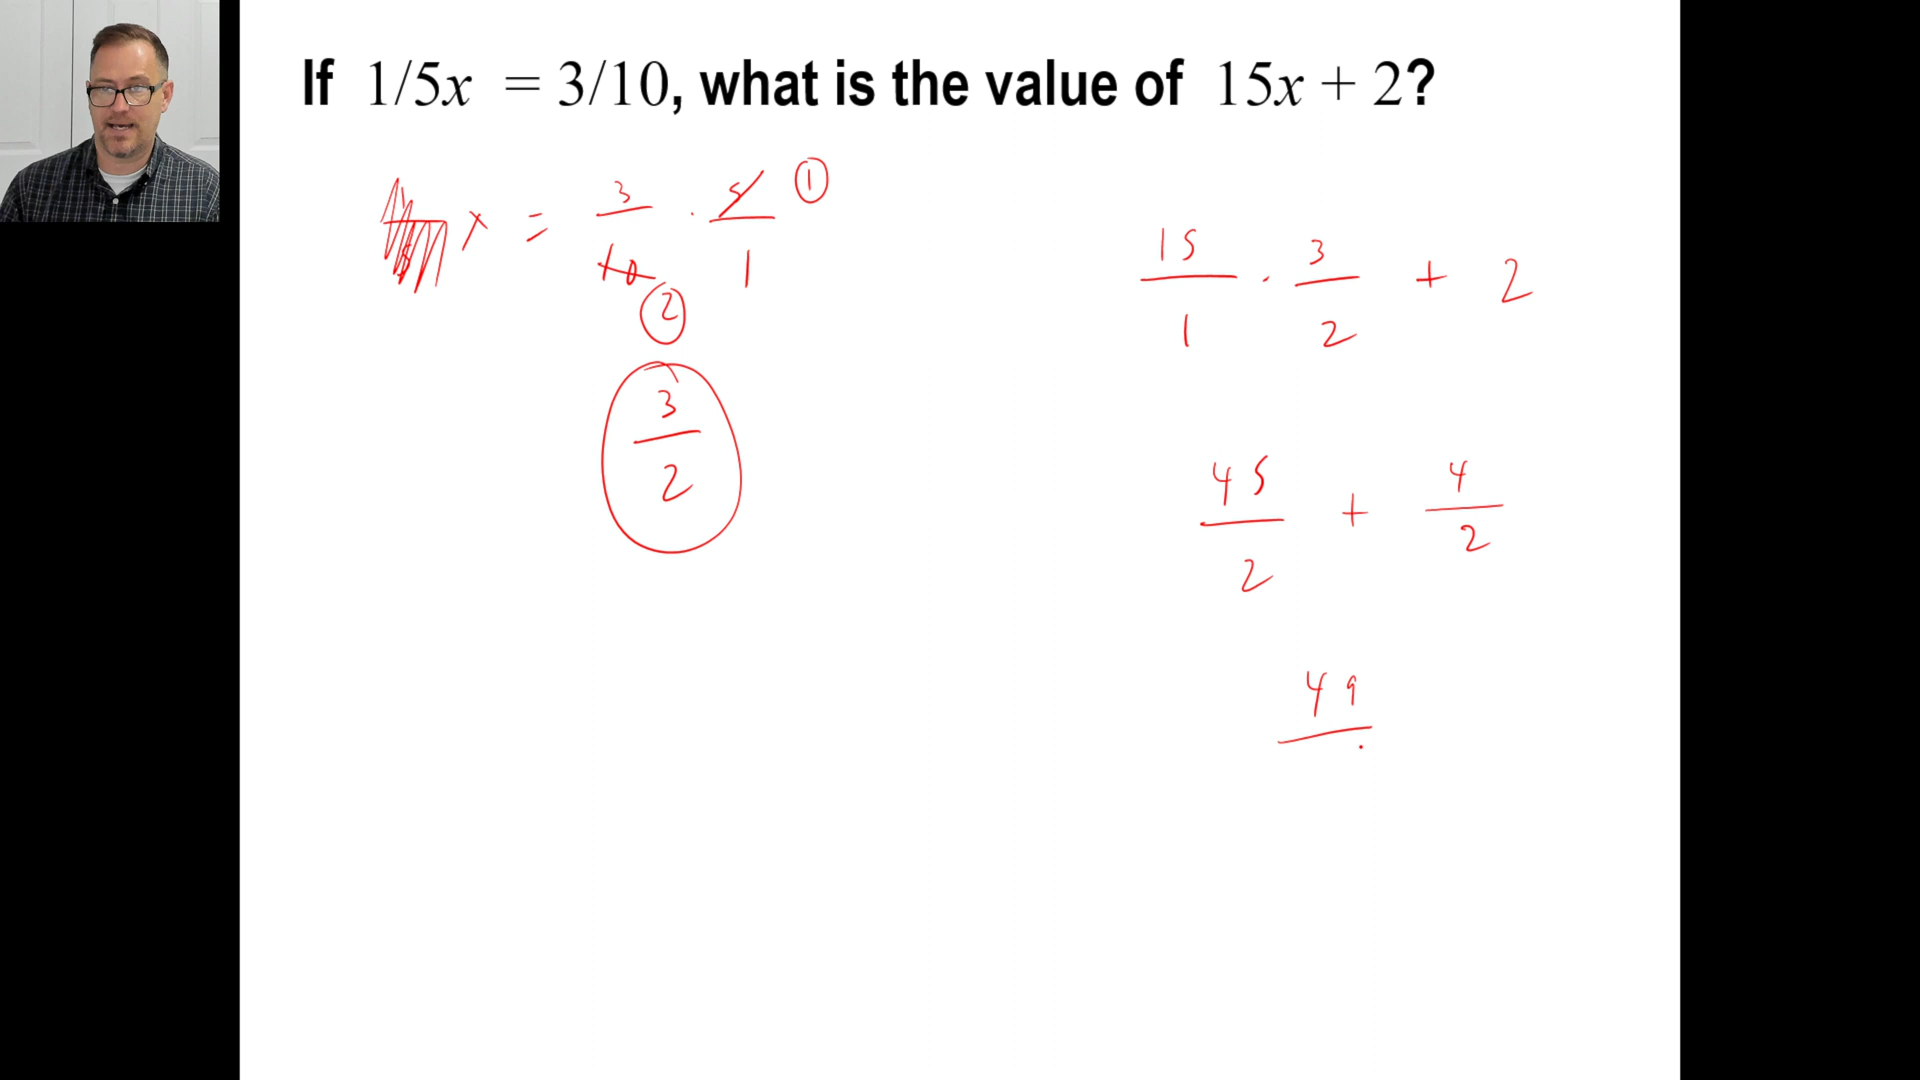 If 1/5x = 3/10, what is the value of 15x + 2?
x = 3/10 · 5/1 ①
②
3/2
15/1 · 3/2 + 2
45/2 + 4/2
49